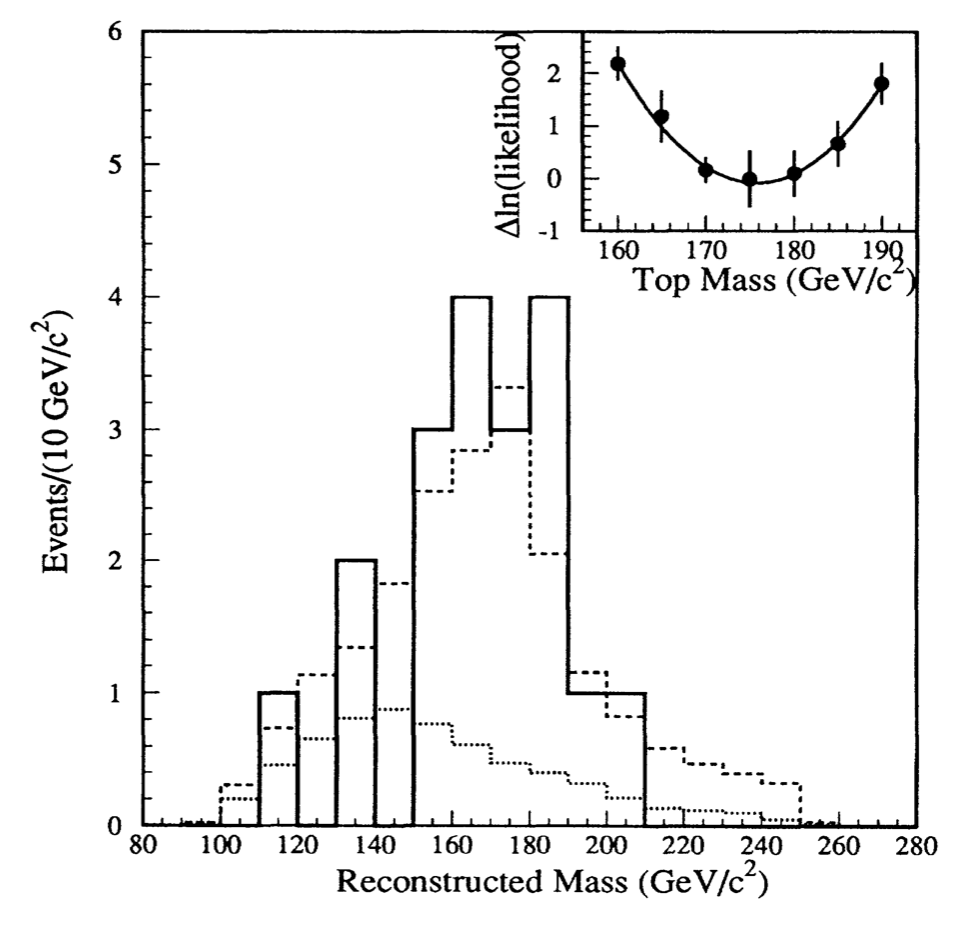 6
5
4
3
2
1
0
Events/(10 GeV/c²)
80 100 120 140 160 180 200 220 240 260 280
Reconstructed Mass (GeV/c²)
Δln(likelihood)
2
1
0
-1
160 170 180 190
Top Mass (GeV/c²)